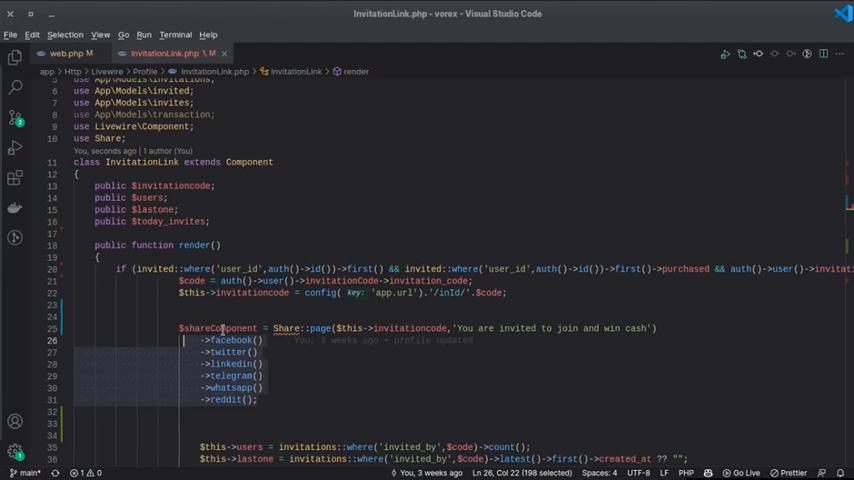 InvitationLink.php - vorex - Visual Studio Code
File Edit Selection View Go Run Terminal Help
web.php M InvitationLink.php 1, M
app > Http > Livewire > Profile > InvitationLink.php > InvitationLink > render
5 use App\Models\invitations;
6 use App\Models\invited;
7 use App\Models\invites;
8 use App\Models\transaction;
9 use Livewire\Component;
10 use Share;
You, seconds ago | 1 author (You)
11 class InvitationLink extends Component
12 {
13 public $invitationcode;
14 public $users;
15 public $lastone;
16 public $today_invites;
17
18 public function render()
19 {
20 if (invited::where('user_id',auth()->id())->first() && invited::where('user_id',auth()->id())->first()->purchased && auth()->user()->invitati
21 $code = auth()->user()->invitationCode->invitation_code;
22 $this->invitationcode = config( key: 'app.url').'/inId/'.$code;
23
24
25 $shareComponent = Share::page($this->invitationcode,'You are invited to join and win cash')
26 ->facebook() You, 3 weeks ago • profile updated
27 ->twitter()
28 ->linkedin()
29 ->telegram()
30 ->whatsapp()
31 ->reddit();
32
33
34
35 $this->users = invitations::where('invited_by',$code)->count();
36 $this->lastone = invitations::where('invited_by',$code)->latest()->first()->created_at ?? "";
main* 1 0 You, 3 weeks ago Ln 26, Col 22 (198 selected) Spaces: 4 UTF-8 LF PHP Go Live Prettier